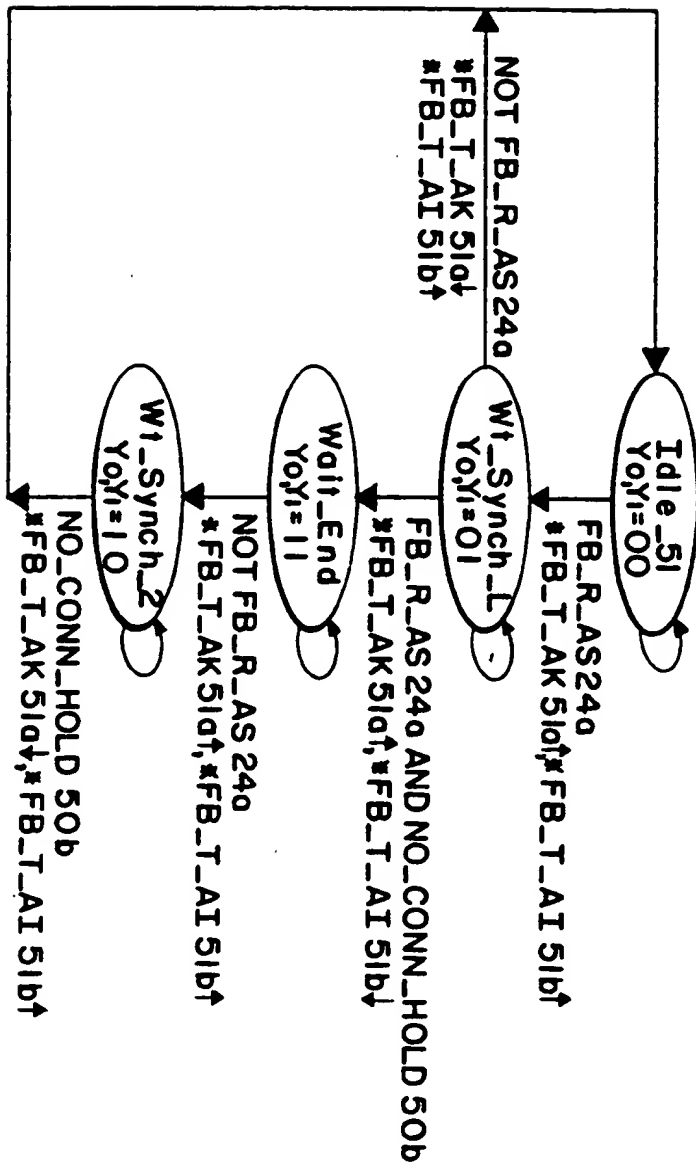 Idle_51
Y0,Y1=00
FB_R_AS 24a
*FB_T_AK 51a↑,*FB_T_AI 51b↑
Wt_Synch_1
Y0,Y1=01
NOT FB_R_AS 24a
*FB_T_AK 51a↓
*FB_T_AI 51b↑
FB_R_AS 24a AND NO_CONN_HOLD 50b
*FB_T_AK 51a↑,*FB_T_AI 51b↓
Wait_End
Y0,Y1=11
NOT FB_R_AS 24a
*FB_T_AK 51a↑,*FB_T_AI 51b↑
Wt_Synch_2
Y0,Y1=10
NO_CONN_HOLD 50b
*FB_T_AK 51a↓,*FB_T_AI 51b↑